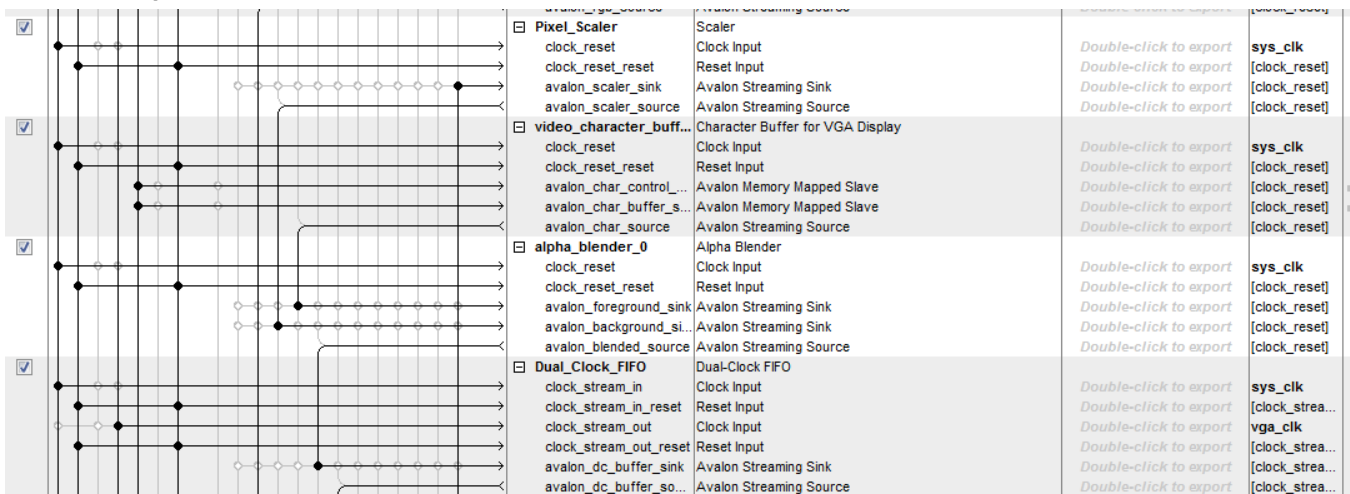 Pixel_Scaler Scaler
clock_reset Clock Input Double-click to export sys_clk
clock_reset_reset Reset Input Double-click to export [clock_reset]
avalon_scaler_sink Avalon Streaming Sink Double-click to export [clock_reset]
avalon_scaler_source Avalon Streaming Source Double-click to export [clock_reset]
video_character_buff... Character Buffer for VGA Display
clock_reset Clock Input Double-click to export sys_clk
clock_reset_reset Reset Input Double-click to export [clock_reset]
avalon_char_control_... Avalon Memory Mapped Slave Double-click to export [clock_reset]
avalon_char_buffer_s... Avalon Memory Mapped Slave Double-click to export [clock_reset]
avalon_char_source Avalon Streaming Source Double-click to export [clock_reset]
alpha_blender_0 Alpha Blender
clock_reset Clock Input Double-click to export sys_clk
clock_reset_reset Reset Input Double-click to export [clock_reset]
avalon_foreground_sink Avalon Streaming Sink Double-click to export [clock_reset]
avalon_background_si... Avalon Streaming Sink Double-click to export [clock_reset]
avalon_blended_source Avalon Streaming Source Double-click to export [clock_reset]
Dual_Clock_FIFO Dual-Clock FIFO
clock_stream_in Clock Input Double-click to export sys_clk
clock_stream_in_reset Reset Input Double-click to export [clock_strea...
clock_stream_out Clock Input Double-click to export vga_clk
clock_stream_out_reset Reset Input Double-click to export [clock_strea...
avalon_dc_buffer_sink Avalon Streaming Sink Double-click to export [clock_strea...
avalon_dc_buffer_so... Avalon Streaming Source Double-click to export [clock_strea...